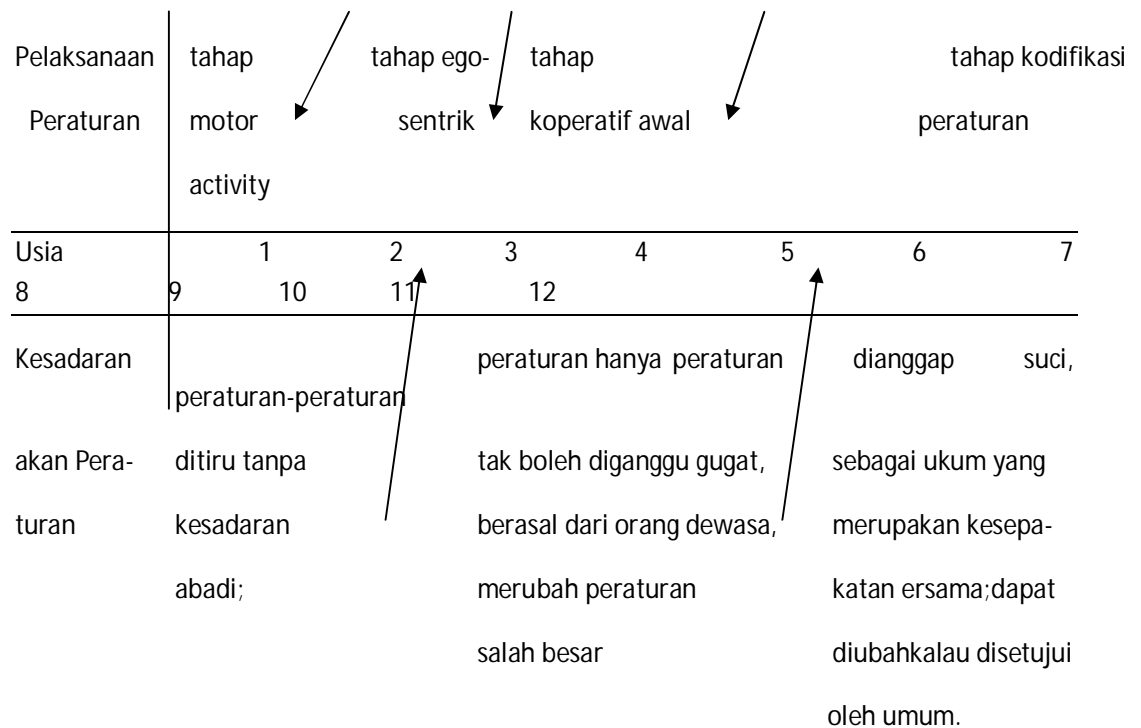 Pelaksanaan tahap tahap ego- tahap tahap kodifikasi
Peraturan motor sentrik koperatif awal peraturan
activity
Usia 1 2 3 4 5 6 7
8 9 10 11 12
Kesadaran peraturan hanya peraturan dianggap suci,
peraturan-peraturan
akan Pera- ditiru tanpa tak boleh diganggu gugat, sebagai ukum yang
turan kesadaran berasal dari orang dewasa, merupakan kesepa-
abadi; merubah peraturan katan ersama;dapat
salah besar diubahkalau disetujui
oleh umum.